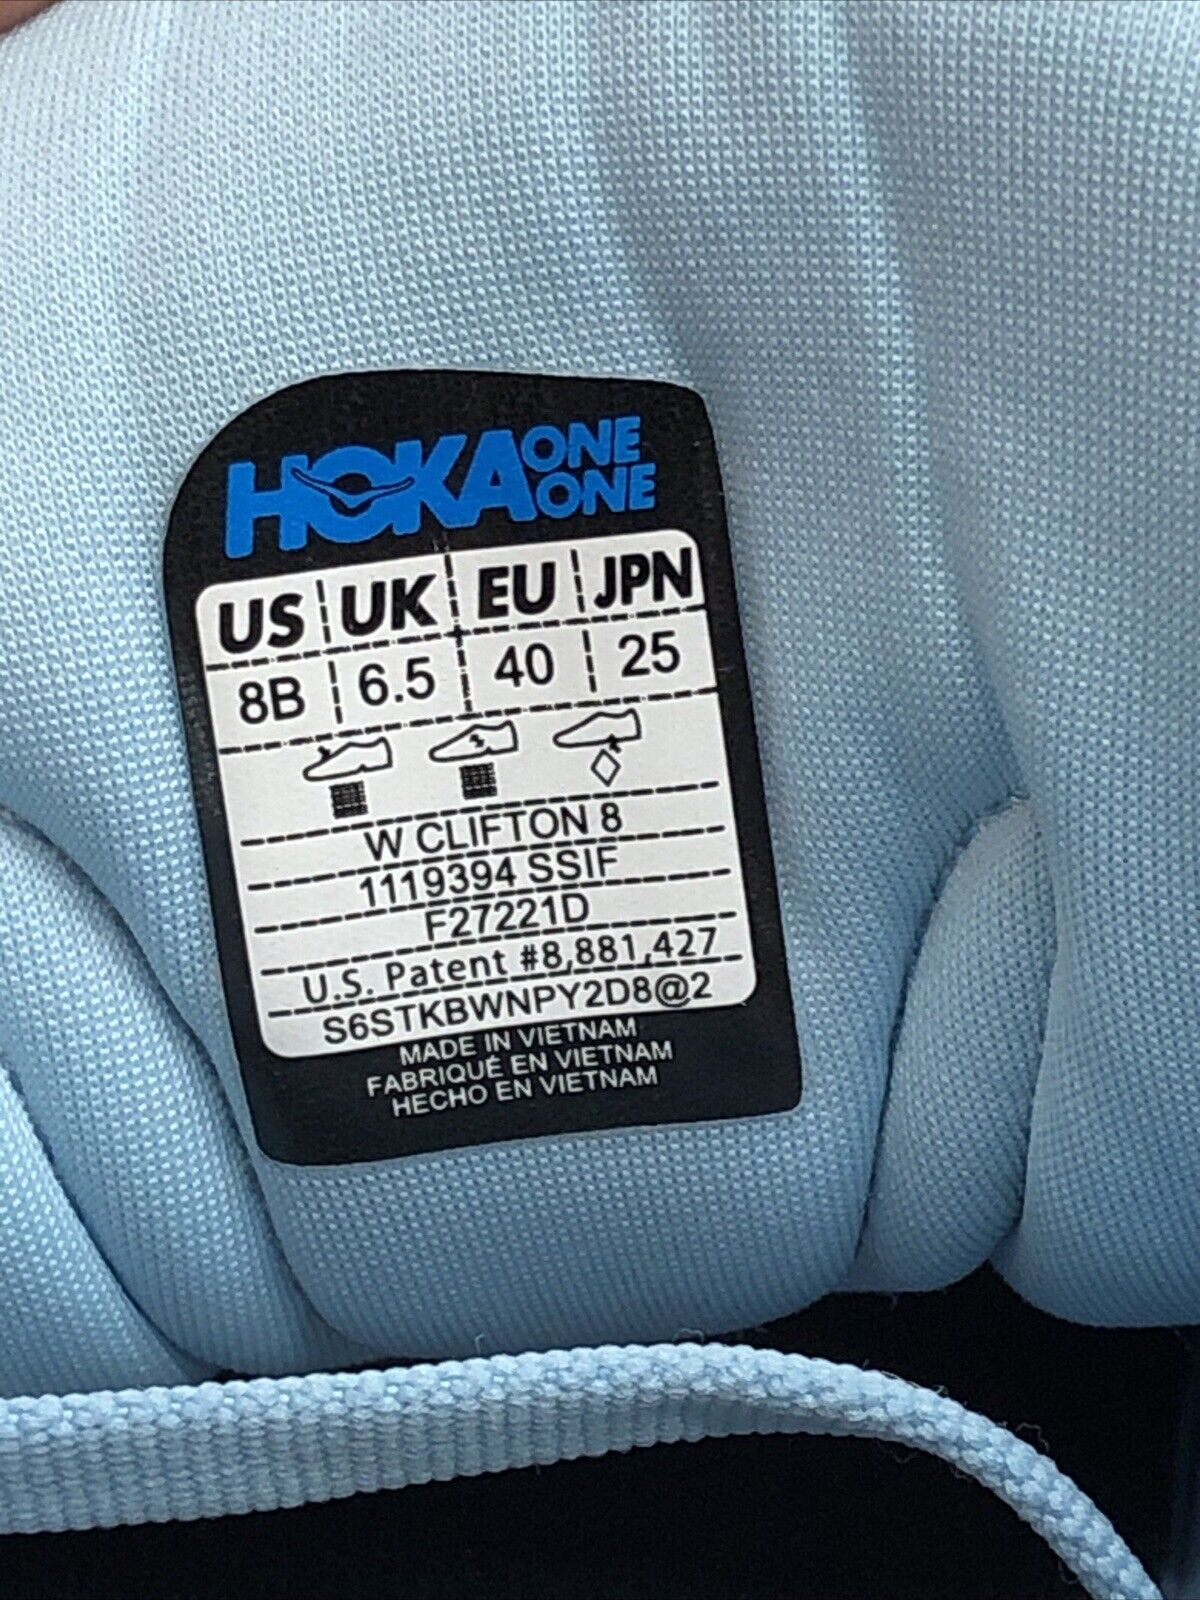 HOKA ONE ONE
US UK EU JPN
8B 6.5 40 25
W CLIFTON 8
1119394 SSIF
F27221D
U.S. Patent #8,881,427
S6STKBWNPY2D8@2
MADE IN VIETNAM
FABRIQUÉ EN VIETNAM
HECHO EN VIETNAM